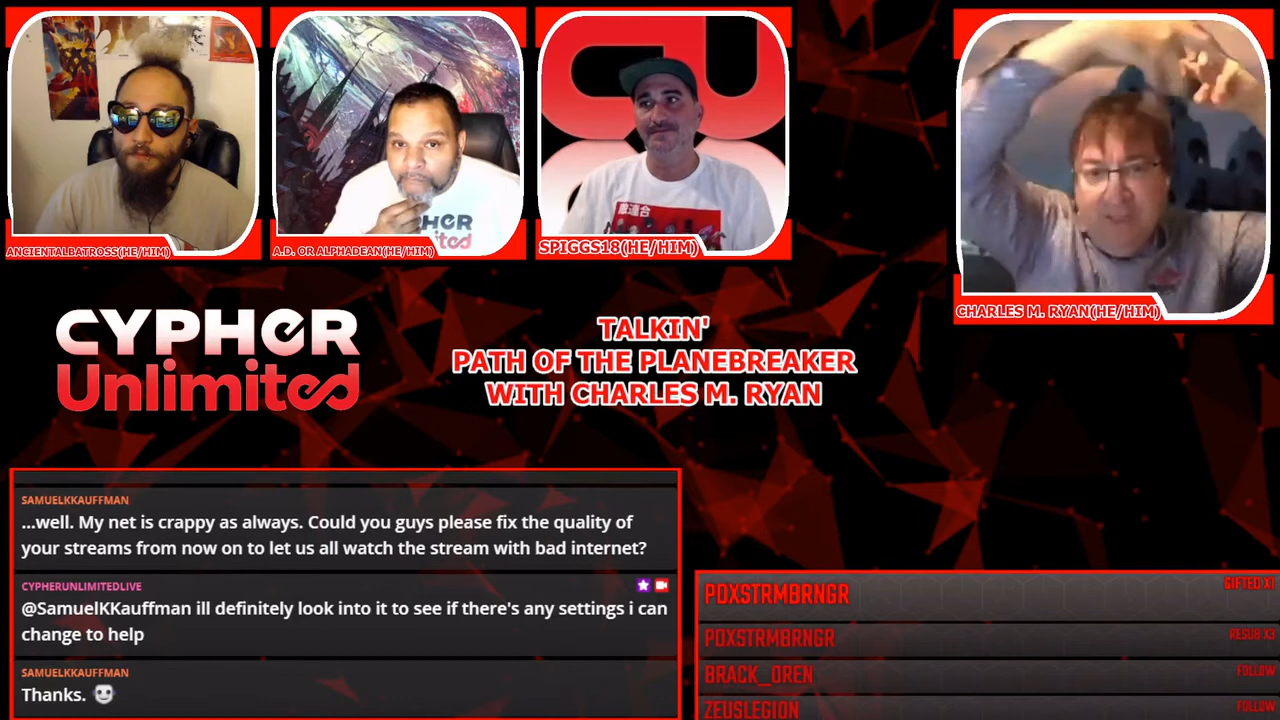 ANCIENTALBATROSS(HE/HIM)
A.D. OR ALPHADEAN(HE/HIM)
SPIGGS18(HE/HIM)
CHARLES M. RYAN(HE/HIM)
CYPHER
Unlimited
TALKIN'
PATH OF THE PLANEBREAKER
WITH CHARLES M. RYAN
SAMUELKKAUFFMAN
...well. My net is crappy as always. Could you guys please fix the quality of
your streams from now on to let us all watch the stream with bad internet?
CYPHERUNLIMITEDLIVE
@SamuelKKauffman ill definitely look into it to see if there's any settings i can
change to help
SAMUELKKAUFFMAN
Thanks.
PDXSTRMBRNGR GIFTED X1
PDXSTRMBRNGR RESUB X3
BRACK_OREN FOLLOW
ZEUSLEGION FOLLOW